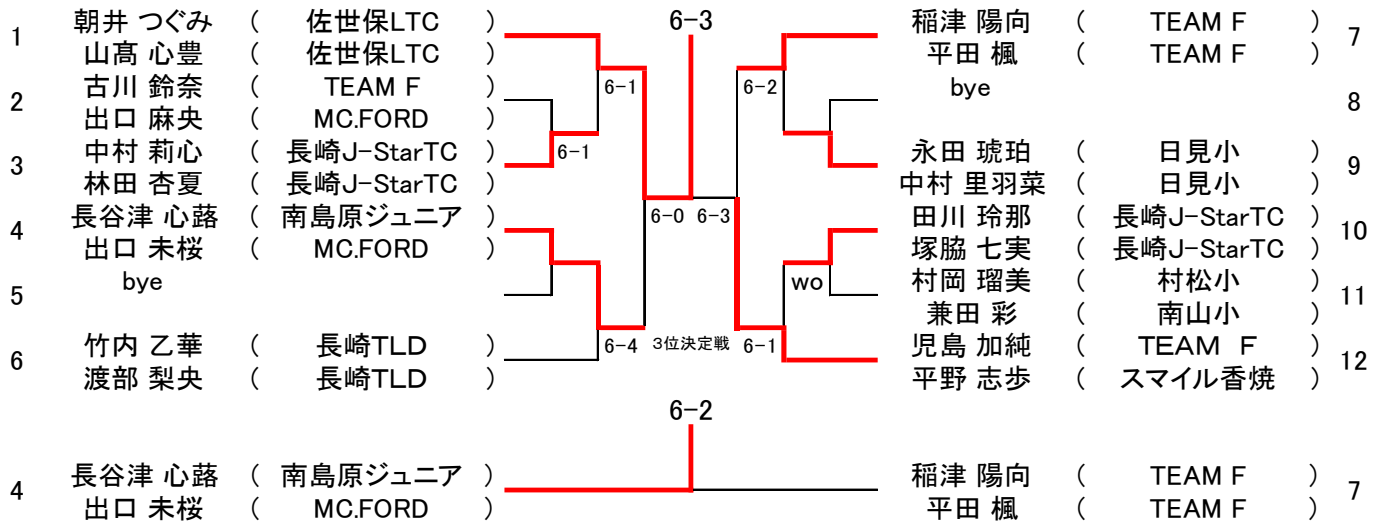 1
朝井 つぐみ ( 佐世保LTC )
山髙 心豊 ( 佐世保LTC )
2
古川 鈴奈 ( TEAM F )
出口 麻央 ( MC.FORD )
3
中村 莉心 ( 長崎J-StarTC )
林田 杏夏 ( 長崎J-StarTC )
4
長谷津 心蕗 ( 南島原ジュニア )
出口 未桜 ( MC.FORD )
5
bye
6
竹内 乙華 ( 長崎TLD )
渡部 梨央 ( 長崎TLD )
6-1
6-1
6-4
6-0
6-3
6-3
6-2
wo
6-1
3位決定戦
稲津 陽向 ( TEAM F )
平田 楓 ( TEAM F )
7
bye
8
永田 琥珀 ( 日見小 )
中村 里羽菜 ( 日見小 )
9
田川 玲那 ( 長崎J-StarTC )
塚脇 七実 ( 長崎J-StarTC )
10
村岡 瑠美 ( 村松小 )
兼田 彩 ( 南山小 )
11
児島 加純 ( TEAM F )
平野 志歩 ( スマイル香焼 )
12
6-2
4
長谷津 心蕗 ( 南島原ジュニア )
出口 未桜 ( MC.FORD )
稲津 陽向 ( TEAM F )
平田 楓 ( TEAM F )
7